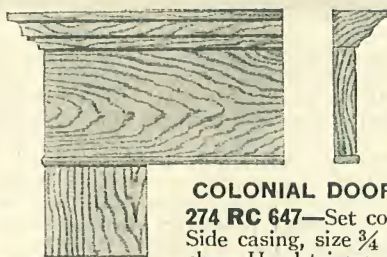 COLONIAL DOOR
274 RC 647—Set co
Side casing, size ¾